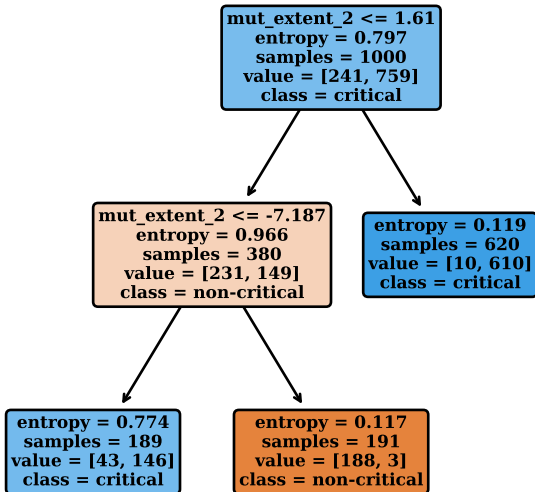 mut_extent_2 <= 1.61
entropy = 0.797
samples = 1000
value = [241, 759]
class = critical
mut_extent_2 <= -7.187
entropy = 0.966
samples = 380
value = [231, 149]
class = non-critical
entropy = 0.119
samples = 620
value = [10, 610]
class = critical
entropy = 0.774
samples = 189
value = [43, 146]
class = critical
entropy = 0.117
samples = 191
value = [188, 3]
class = non-critical